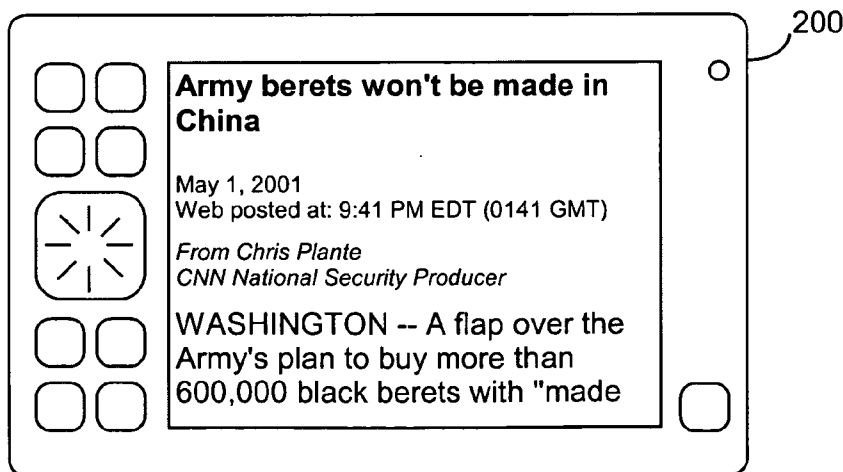 200
Army berets won't be made in
China
May 1, 2001
Web posted at: 9:41 PM EDT (0141 GMT)
From Chris Plante
CNN National Security Producer
WASHINGTON -- A flap over the
Army's plan to buy more than
600,000 black berets with "made